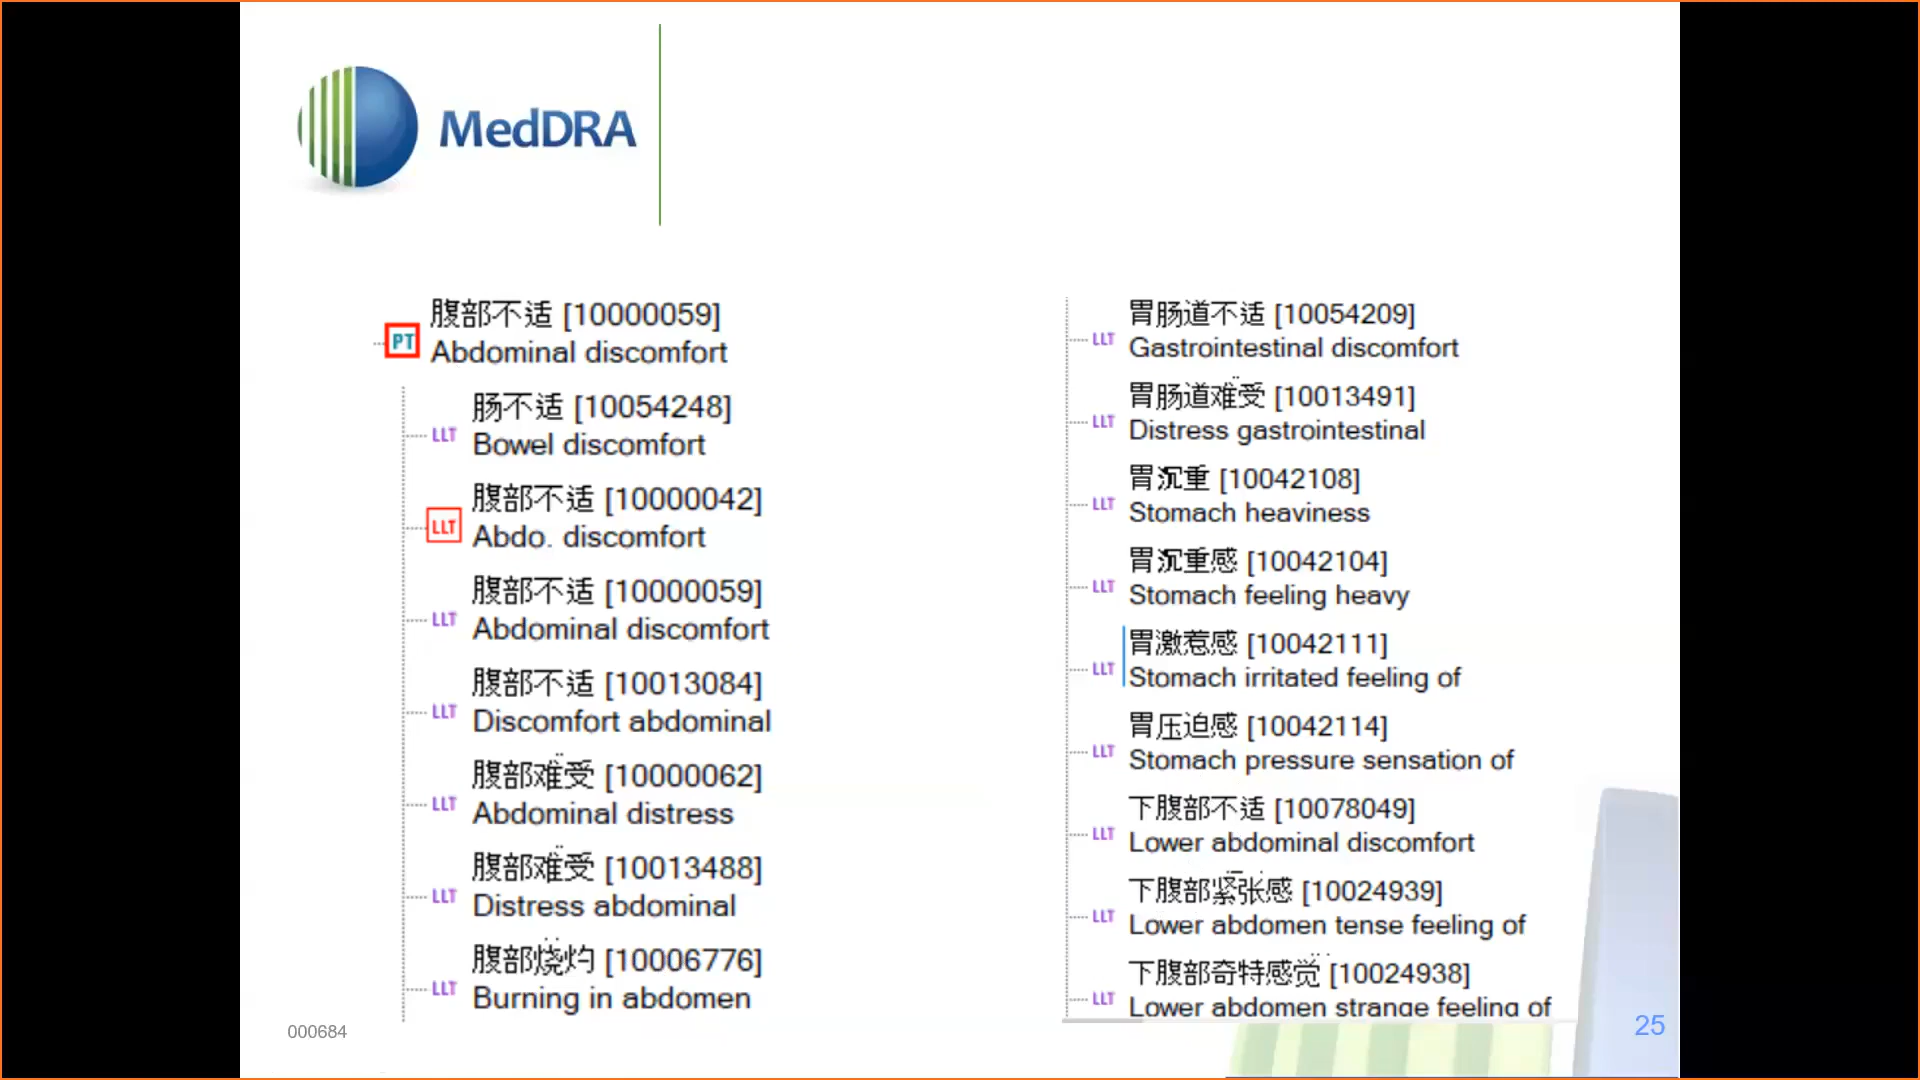 MedDRA
腹部不适 [10000059]
PT
Abdominal discomfort
肠不适 [10054248]
LLT
Bowel discomfort
腹部不适 [10000042]
LLT
Abdo. discomfort
腹部不适 [10000059]
LLT
Abdominal discomfort
腹部不适 [10013084]
LLT
Discomfort abdominal
腹部难受 [10000062]
LLT
Abdominal distress
腹部难受 [10013488]
LLT
Distress abdominal
腹部烧灼 [10006776]
LLT
Burning in abdomen
胃肠道不适 [10054209]
LLT
Gastrointestinal discomfort
胃肠道难受 [10013491]
LLT
Distress gastrointestinal
胃沉重 [10042108]
LLT
Stomach heaviness
胃沉重感 [10042104]
LLT
Stomach feeling heavy
胃激惹感 [10042111]
LLT
Stomach irritated feeling of
胃压迫感 [10042114]
LLT
Stomach pressure sensation of
下腹部不适 [10078049]
LLT
Lower abdominal discomfort
下腹部紧张感 [10024939]
LLT
Lower abdomen tense feeling of
下腹部奇特感觉 [10024938]
LLT
Lower abdomen strange feeling of
000684
25